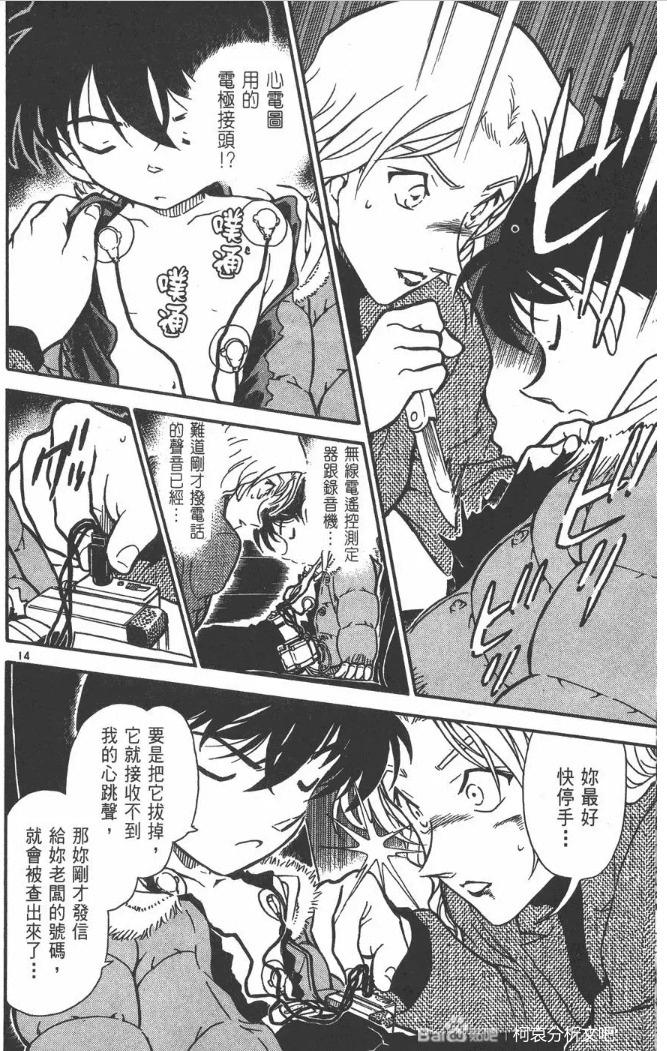 心電圖
用的
電極接頭!?
噗通
噗通
無線電遙控測定
器跟錄音機…
難道剛才撥電話
的聲音已經…
14
妳最好
快停手…
要是把它拔掉，
它就接收不到
我的心跳聲，
那妳剛才發信
給妳老闆的號碼，
就會被查出來了…
Bai 贴吧 | 柯哀分析文吧